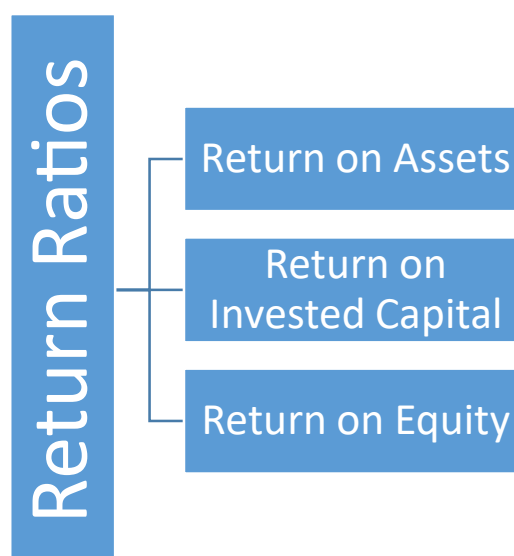 Return Ratios
Return on Assets
Return on
Invested Capital
Return on Equity